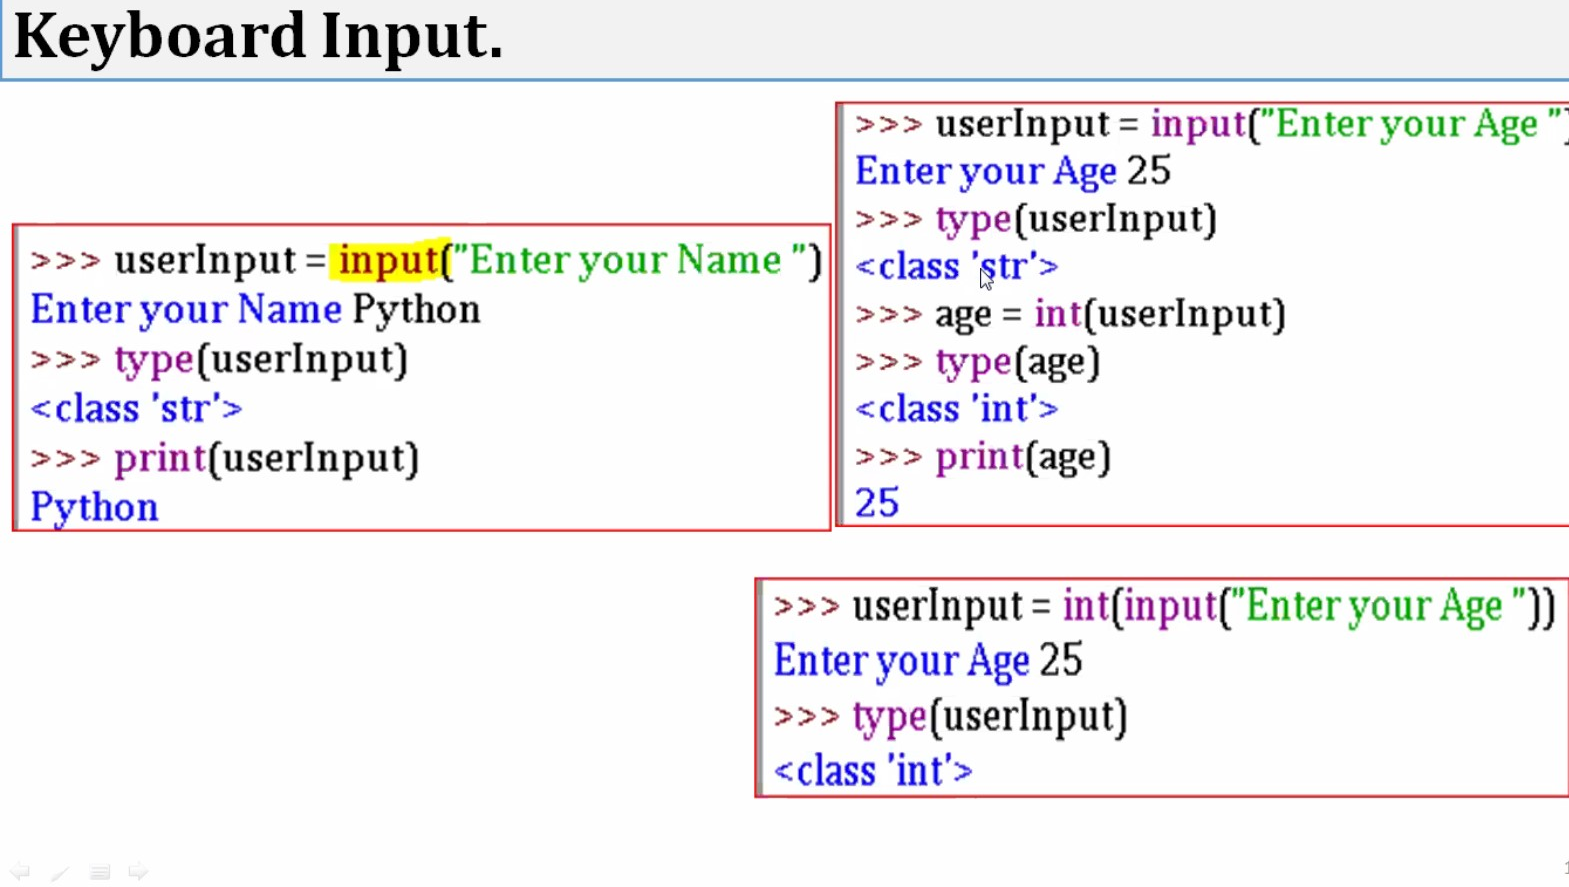 Keyboard Input.
>>> userInput = input("Enter your Name ")
Enter your Name Python
>>> type(userInput)
<class 'str'>
>>> print(userInput)
Python
>>> userInput = input("Enter your Age ")
Enter your Age 25
>>> type(userInput)
<class 'str'>
>>> age = int(userInput)
>>> type(age)
<class 'int'>
>>> print(age)
25
>>> userInput = int(input("Enter your Age "))
Enter your Age 25
>>> type(userInput)
<class 'int'>